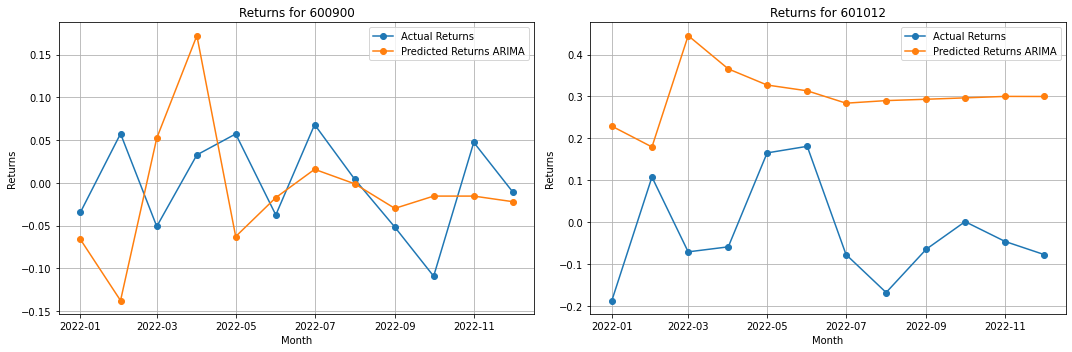 Returns for 600900
Actual Returns
Predicted Returns ARIMA
0.15
0.10
0.05
0.00
−0.05
−0.10
−0.15
Returns
2022-01 2022-03 2022-05 2022-07 2022-09 2022-11
Month
Returns for 601012
Actual Returns
Predicted Returns ARIMA
0.4
0.3
0.2
0.1
0.0
−0.1
−0.2
Returns
2022-01 2022-03 2022-05 2022-07 2022-09 2022-11
Month